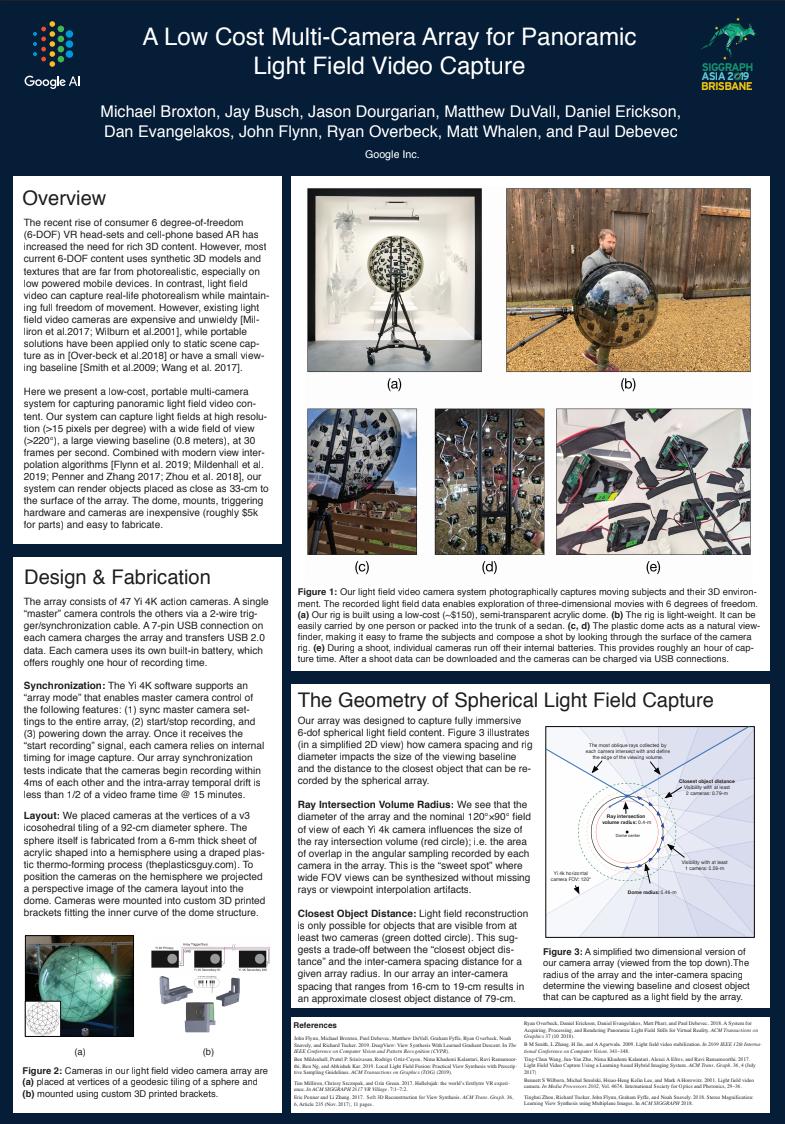 Google AI
A Low Cost Multi-Camera Array for Panoramic
Light Field Video Capture
SIGGRAPH
ASIA 2019
BRISBANE
Michael Broxton, Jay Busch, Jason Dourgarian, Matthew DuVall, Daniel Erickson,
Dan Evangelakos, John Flynn, Ryan Overbeck, Matt Whalen, and Paul Debevec
Google Inc.
Overview
The recent rise of consumer 6 degree-of-freedom
(6-DOF) VR head-sets and cell-phone based AR has
increased the need for rich 3D content. However, most
current 6-DOF content uses synthetic 3D models and
textures that are far from photorealistic, especially on
low powered mobile devices. In contrast, light field
video can capture real-life photorealism while maintain-
ing full freedom of movement. However, existing light
field video cameras are expensive and unwieldy [Mil-
liron et al.2017; Wilburn et al.2001], while portable
solutions have been applied only to static scene cap-
ture as in [Over-beck et al.2018] or have a small view-
ing baseline [Smith et al.2009; Wang et al. 2017].
Here we present a low-cost, portable multi-camera
system for capturing panoramic light field video con-
tent. Our system can capture light fields at high resolu-
tion (>15 pixels per degree) with a wide field of view
(>220°), a large viewing baseline (0.8 meters), at 30
frames per second. Combined with modern view inter-
polation algorithms [Flynn et al. 2019; Mildenhall et al.
2019; Penner and Zhang 2017; Zhou et al. 2018], our
system can render objects placed as close as 33-cm to
the surface of the array. The dome, mounts, triggering
hardware and cameras are inexpensive (roughly $5k
for parts) and easy to fabricate.
Design & Fabrication
The array consists of 47 Yi 4K action cameras. A single
"master" camera controls the others via a 2-wire trig-
ger/synchronization cable. A 7-pin USB connection on
each camera charges the array and transfers USB 2.0
data. Each camera uses its own built-in battery, which
offers roughly one hour of recording time.
Synchronization: The Yi 4K software supports an
"array mode" that enables master camera control of
the following features: (1) sync master camera set-
tings to the entire array, (2) start/stop recording, and
(3) powering down the array. Once it receives the
"start recording" signal, each camera relies on internal
timing for image capture. Our array synchronization
tests indicate that the cameras begin recording within
4ms of each other and the intra-array temporal drift is
less than 1/2 of a video frame time @ 15 minutes.
Layout: We placed cameras at the vertices of a v3
icosohedral tiling of a 92-cm diameter sphere. The
sphere itself is fabricated from a 6-mm thick sheet of
acrylic shaped into a hemisphere using a draped plas-
tic thermo-forming process (theplasticsguy.com). To
position the cameras on the hemisphere we projected
a perspective image of the camera layout into the
dome. Cameras were mounted into custom 3D printed
brackets fitting the inner curve of the dome structure.
(a)
(b)
Figure 2: Cameras in our light field video camera array are
(a) placed at vertices of a geodesic tiling of a sphere and
(b) mounted using custom 3D printed brackets.
(a)
(b)
(c)
(d)
(e)
Figure 1: Our light field video camera system photographically captures moving subjects and their 3D environ-
ment. The recorded light field data enables exploration of three-dimensional movies with 6 degrees of freedom.
(a) Our rig is built using a low-cost (~$150), semi-transparent acrylic dome. (b) The rig is light-weight. It can be
easily carried by one person or packed into the trunk of a sedan. (c, d) The plastic dome acts as a natural view-
finder, making it easy to frame the subjects and compose a shot by looking through the surface of the camera
rig. (e) During a shoot, individual cameras run off their internal batteries. This provides roughly an hour of cap-
ture time. After a shoot data can be downloaded and the cameras can be charged via USB connections.
The Geometry of Spherical Light Field Capture
Our array was designed to capture fully immersive
6-dof spherical light field content. Figure 3 illustrates
(in a simplified 2D view) how camera spacing and rig
diameter impacts the size of the viewing baseline
and the distance to the closest object that can be re-
corded by the spherical array.
Ray Intersection Volume Radius: We see that the
diameter of the array and the nominal 120°x90° field
of view of each Yi 4k camera influences the size of
the ray intersection volume (red circle); i.e. the area
of overlap in the angular sampling recorded by each
camera in the array. This is the "sweet spot" where
wide FOV views can be synthesized without missing
rays or viewpoint interpolation artifacts.
Closest Object Distance: Light field reconstruction
is only possible for objects that are visible from at
least two cameras (green dotted circle). This sug-
gests a trade-off between the "closest object dis-
tance" and the inter-camera spacing distance for a
given array radius. In our array an inter-camera
spacing that ranges from 16-cm to 19-cm results in
an approximate closest object distance of 79-cm.
The most oblique rays collected by
each camera intersect with and define
the edge of the viewing volume.
Closest object distance
Visibility with at least
2 cameras: 0.79-m
Ray intersection
volume radius: 0.4-m
Dome center
Visibility with at least
1 camera: 0.59-m
Yi 4k horizontal
camera FOV: 120°
Dome radius: 0.46-m
Figure 3: A simplified two dimensional version of
our camera array (viewed from the top down).The
radius of the array and the inter-camera spacing
determine the viewing baseline and closest object
that can be captured as a light field by the array.
References
John Flynn, Michael Broxton, Paul Debevec, Matthew DuVall, Graham Fyffe, Ryan Overbeck, Noah
Snavely, and Richard Tucker. 2019. DeepView: View Synthesis With Learned Gradient Descent. In The
IEEE Conference on Computer Vision and Pattern Recognition (CVPR).
Ben Mildenhall, Pratul P. Srinivasan, Rodrigo Ortiz-Cayon, Nima Khademi Kalantari, Ravi Ramamoor-
thi, Ren Ng, and Abhishek Kar. 2019. Local Light Field Fusion: Practical View Synthesis with Prescrip
tive Sampling Guidelines. ACM Transactions on Graphics (TOG) (2019).
Tim Milliron, Chrissy Szczupak, and Orin Green. 2017. Hallelujah: the world's firstlytro VR experi-
ence. In ACM SIGGRAPH 2017 VR Village. 7:1–7:2.
Eric Penner and Li Zhang. 2017. Soft 3D Reconstruction for View Synthesis. ACM Trans. Graph. 36,
6, Article 235 (Nov. 2017), 11 pages.
Ryan Overbeck, Daniel Erickson, Daniel Evangelakos, Matt Pharr, and Paul Debevec. 2018. A System for
Acquiring, Processing, and Rendering Panoramic Light Field Stills for Virtual Reality. ACM Transactions on
Graphics 37 (10 2018).
B M Smith, L Zhang, H Jin, and A Agarwala. 2009. Light field video stabilization. In 2009 IEEE 12th Interna-
tional Conference on Computer Vision. 341–348.
Ting-Chun Wang, Jun-Yan Zhu, Nima Khademi Kalantari, Alexei A Efros, and Ravi Ramamoorthi. 2017.
Light Field Video Capture Using a Learning-based Hybrid Imaging System. ACM Trans. Graph. 36, 4 (July
2017).
Bennett S Wilburn, Michal Smulski, Hsiao-Heng Kelin Lee, and Mark A Horowitz. 2001. Light field video
camera. In Media Processors 2002, Vol. 4674. International Society for Optics and Photonics, 29–36.
Tinghui Zhou, Richard Tucker, John Flynn, Graham Fyffe, and Noah Snavely. 2018. Stereo Magnification:
Learning View Synthesis using Multiplane Images. In ACM SIGGRAPH 2018.